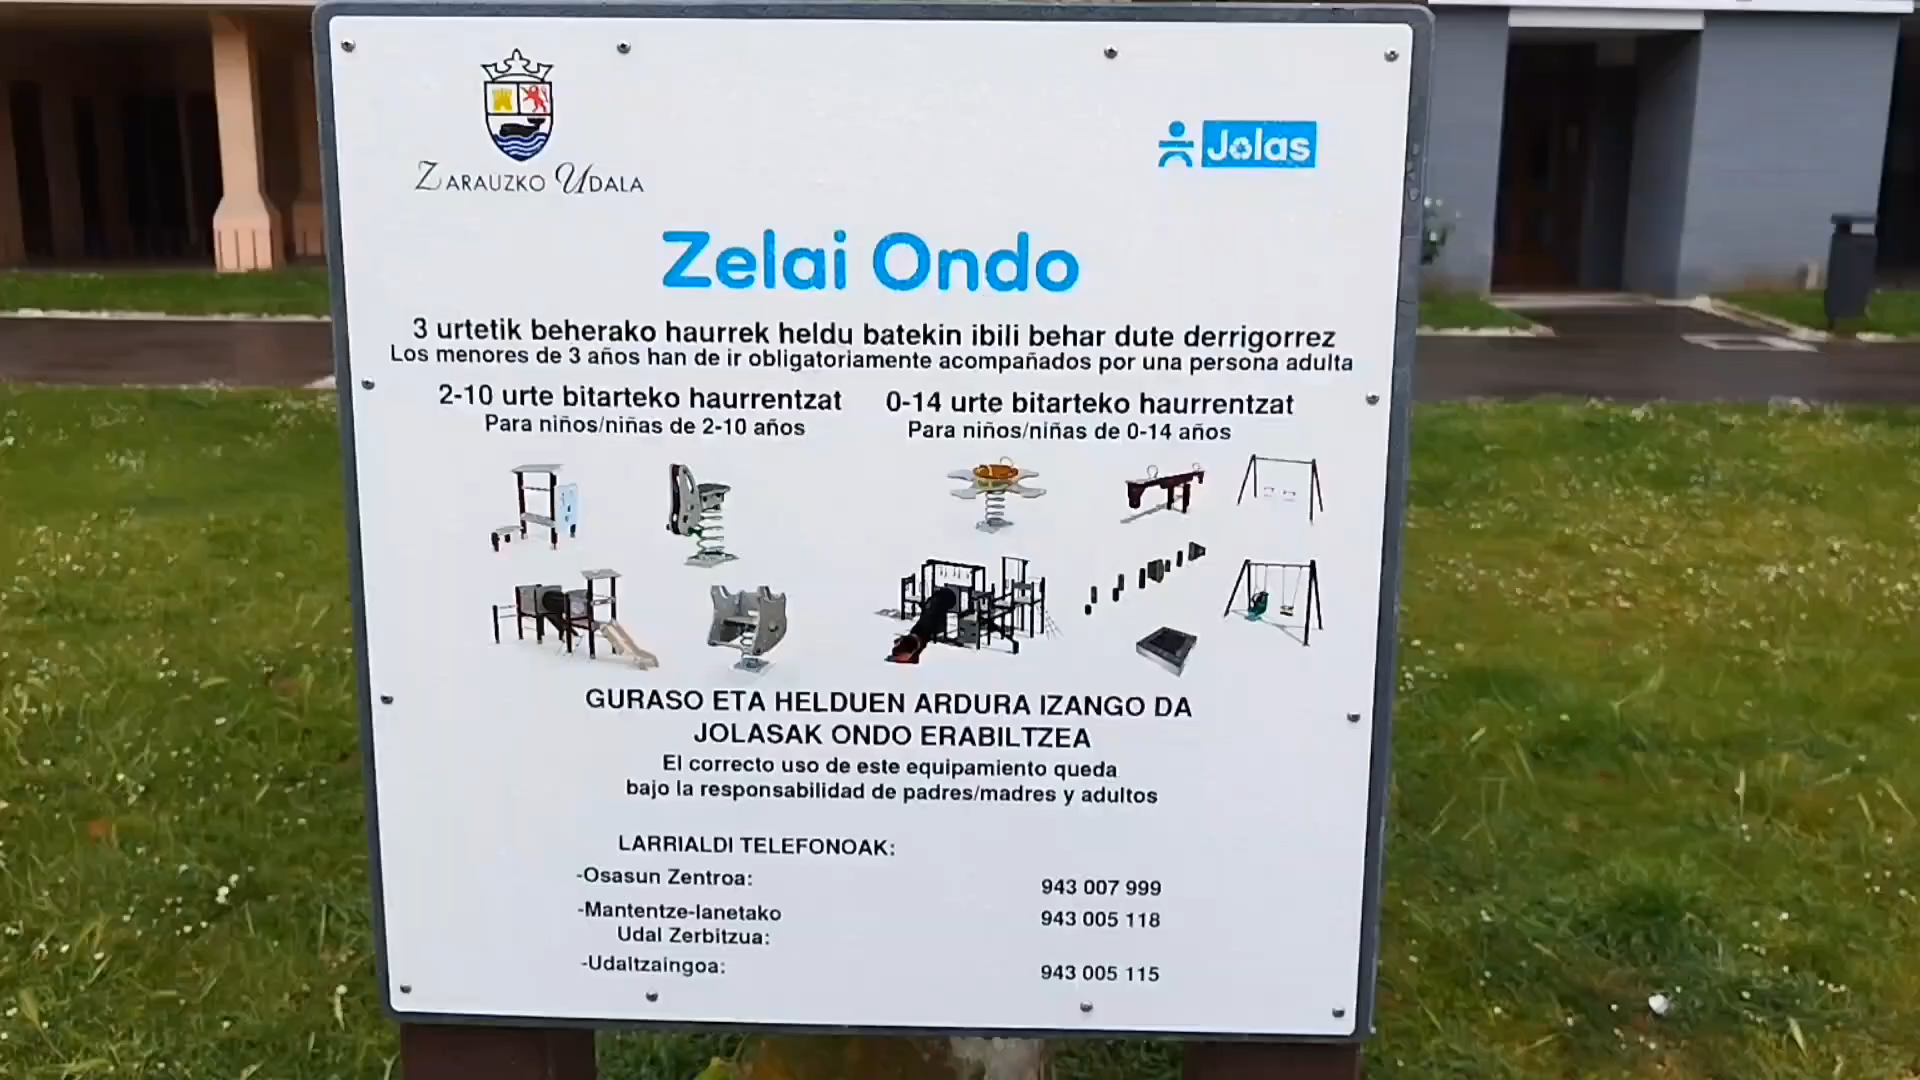 ZARAUZKO UDALA
Jolas
Zelai Ondo
3 urtetik beherako haurrek heldu batekin ibili behar dute derrigorrez
Los menores de 3 años han de ir obligatoriamente acompañados por una persona adulta
2-10 urte bitarteko haurrentzat
Para niños/niñas de 2-10 años
0-14 urte bitarteko haurrentzat
Para niños/niñas de 0-14 años
GURASO ETA HELDUEN ARDURA IZANGO DA
JOLASAK ONDO ERABILTZEA
El correcto uso de este equipamiento queda
bajo la responsabilidad de padres/madres y adultos
LARRIALDI TELEFONOAK:
-Osasun Zentroa: 943 007 999
-Mantentze-lanetako 943 005 118
Udal Zerbitzua:
-Udaltzaingoa: 943 005 115